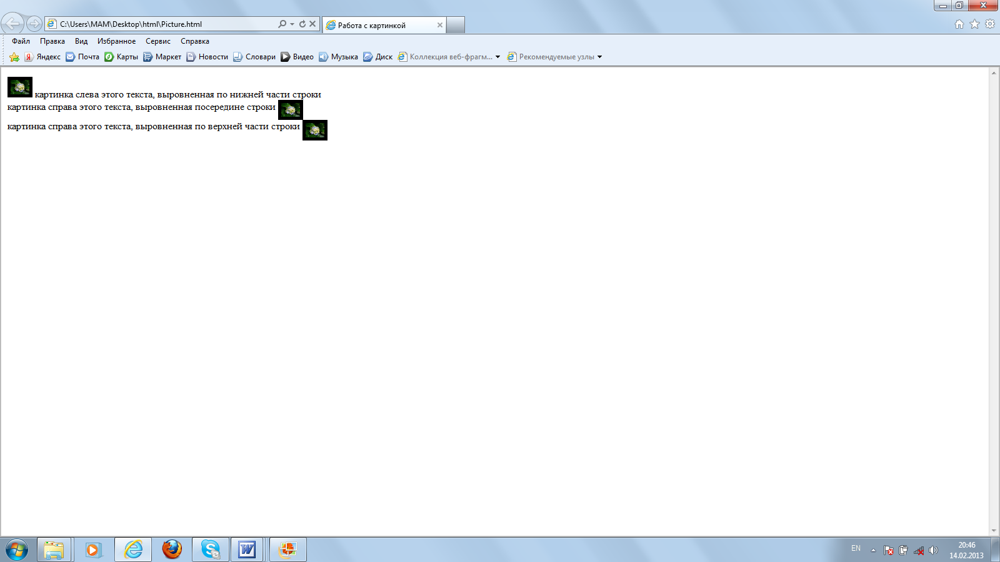 C:\Users\MAM\Desktop\html\Picture.html
Работа с картинкой
Файл Правка Вид Избранное Сервис Справка
Яндекс Почта Карты Маркет Новости Словари Видео Музыка Диск Коллекция веб-фрагм... Рекомендуемые узлы
картинка слева этого текста, выровненная по нижней части строки
картинка справа этого текста, выровненная посередине строки
картинка справа этого текста, выровненная по верхней части строки
EN
20:46
14.02.2013